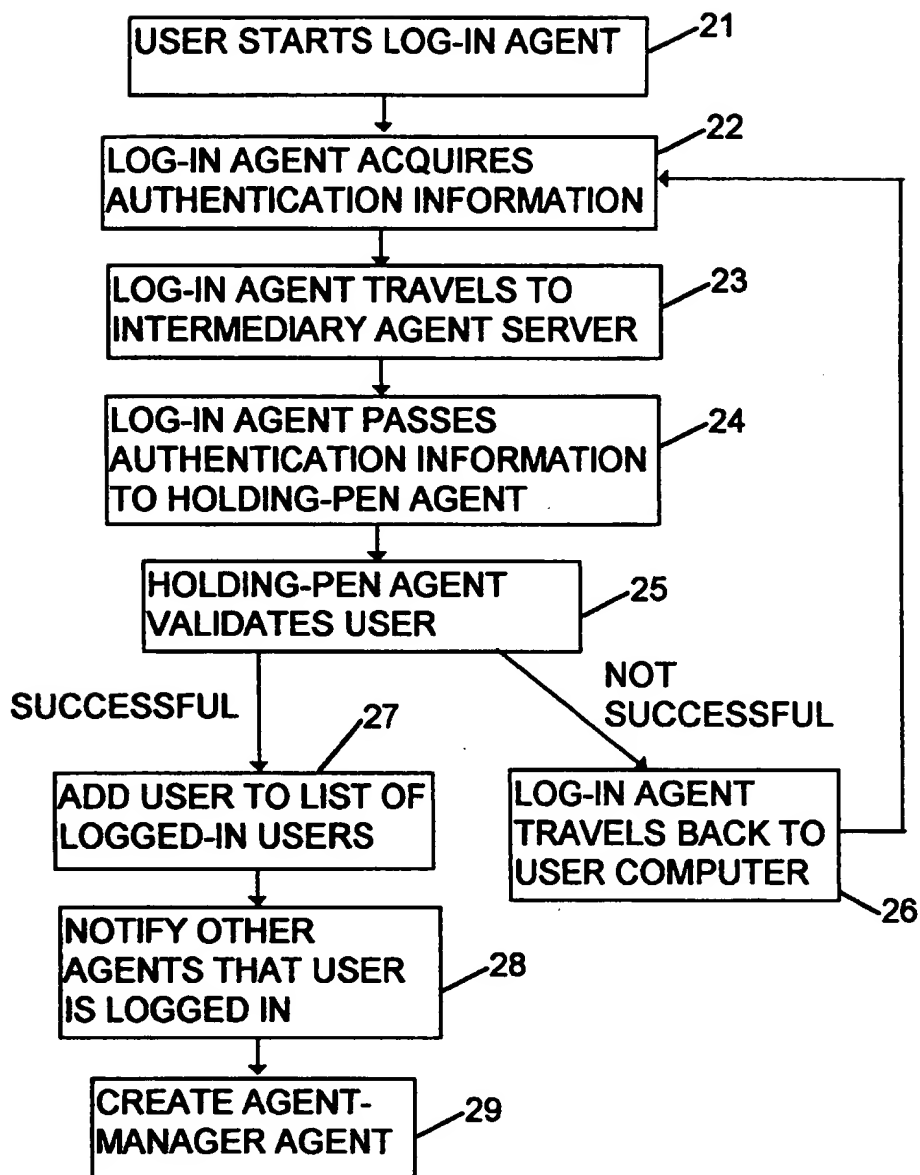 USER STARTS LOG-IN AGENT
21
22
LOG-IN AGENT ACQUIRES
AUTHENTICATION INFORMATION
LOG-IN AGENT TRAVELS TO
INTERMEDIARY AGENT SERVER
23
LOG-IN AGENT PASSES
AUTHENTICATION INFORMATION
TO HOLDING-PEN AGENT
24
HOLDING-PEN AGENT
VALIDATES USER
25
SUCCESSFUL
NOT
SUCCESSFUL
27
ADD USER TO LIST OF
LOGGED-IN USERS
LOG-IN AGENT
TRAVELS BACK TO
USER COMPUTER
26
NOTIFY OTHER
AGENTS THAT USER
IS LOGGED IN
28
CREATE AGENT-
MANAGER AGENT
29